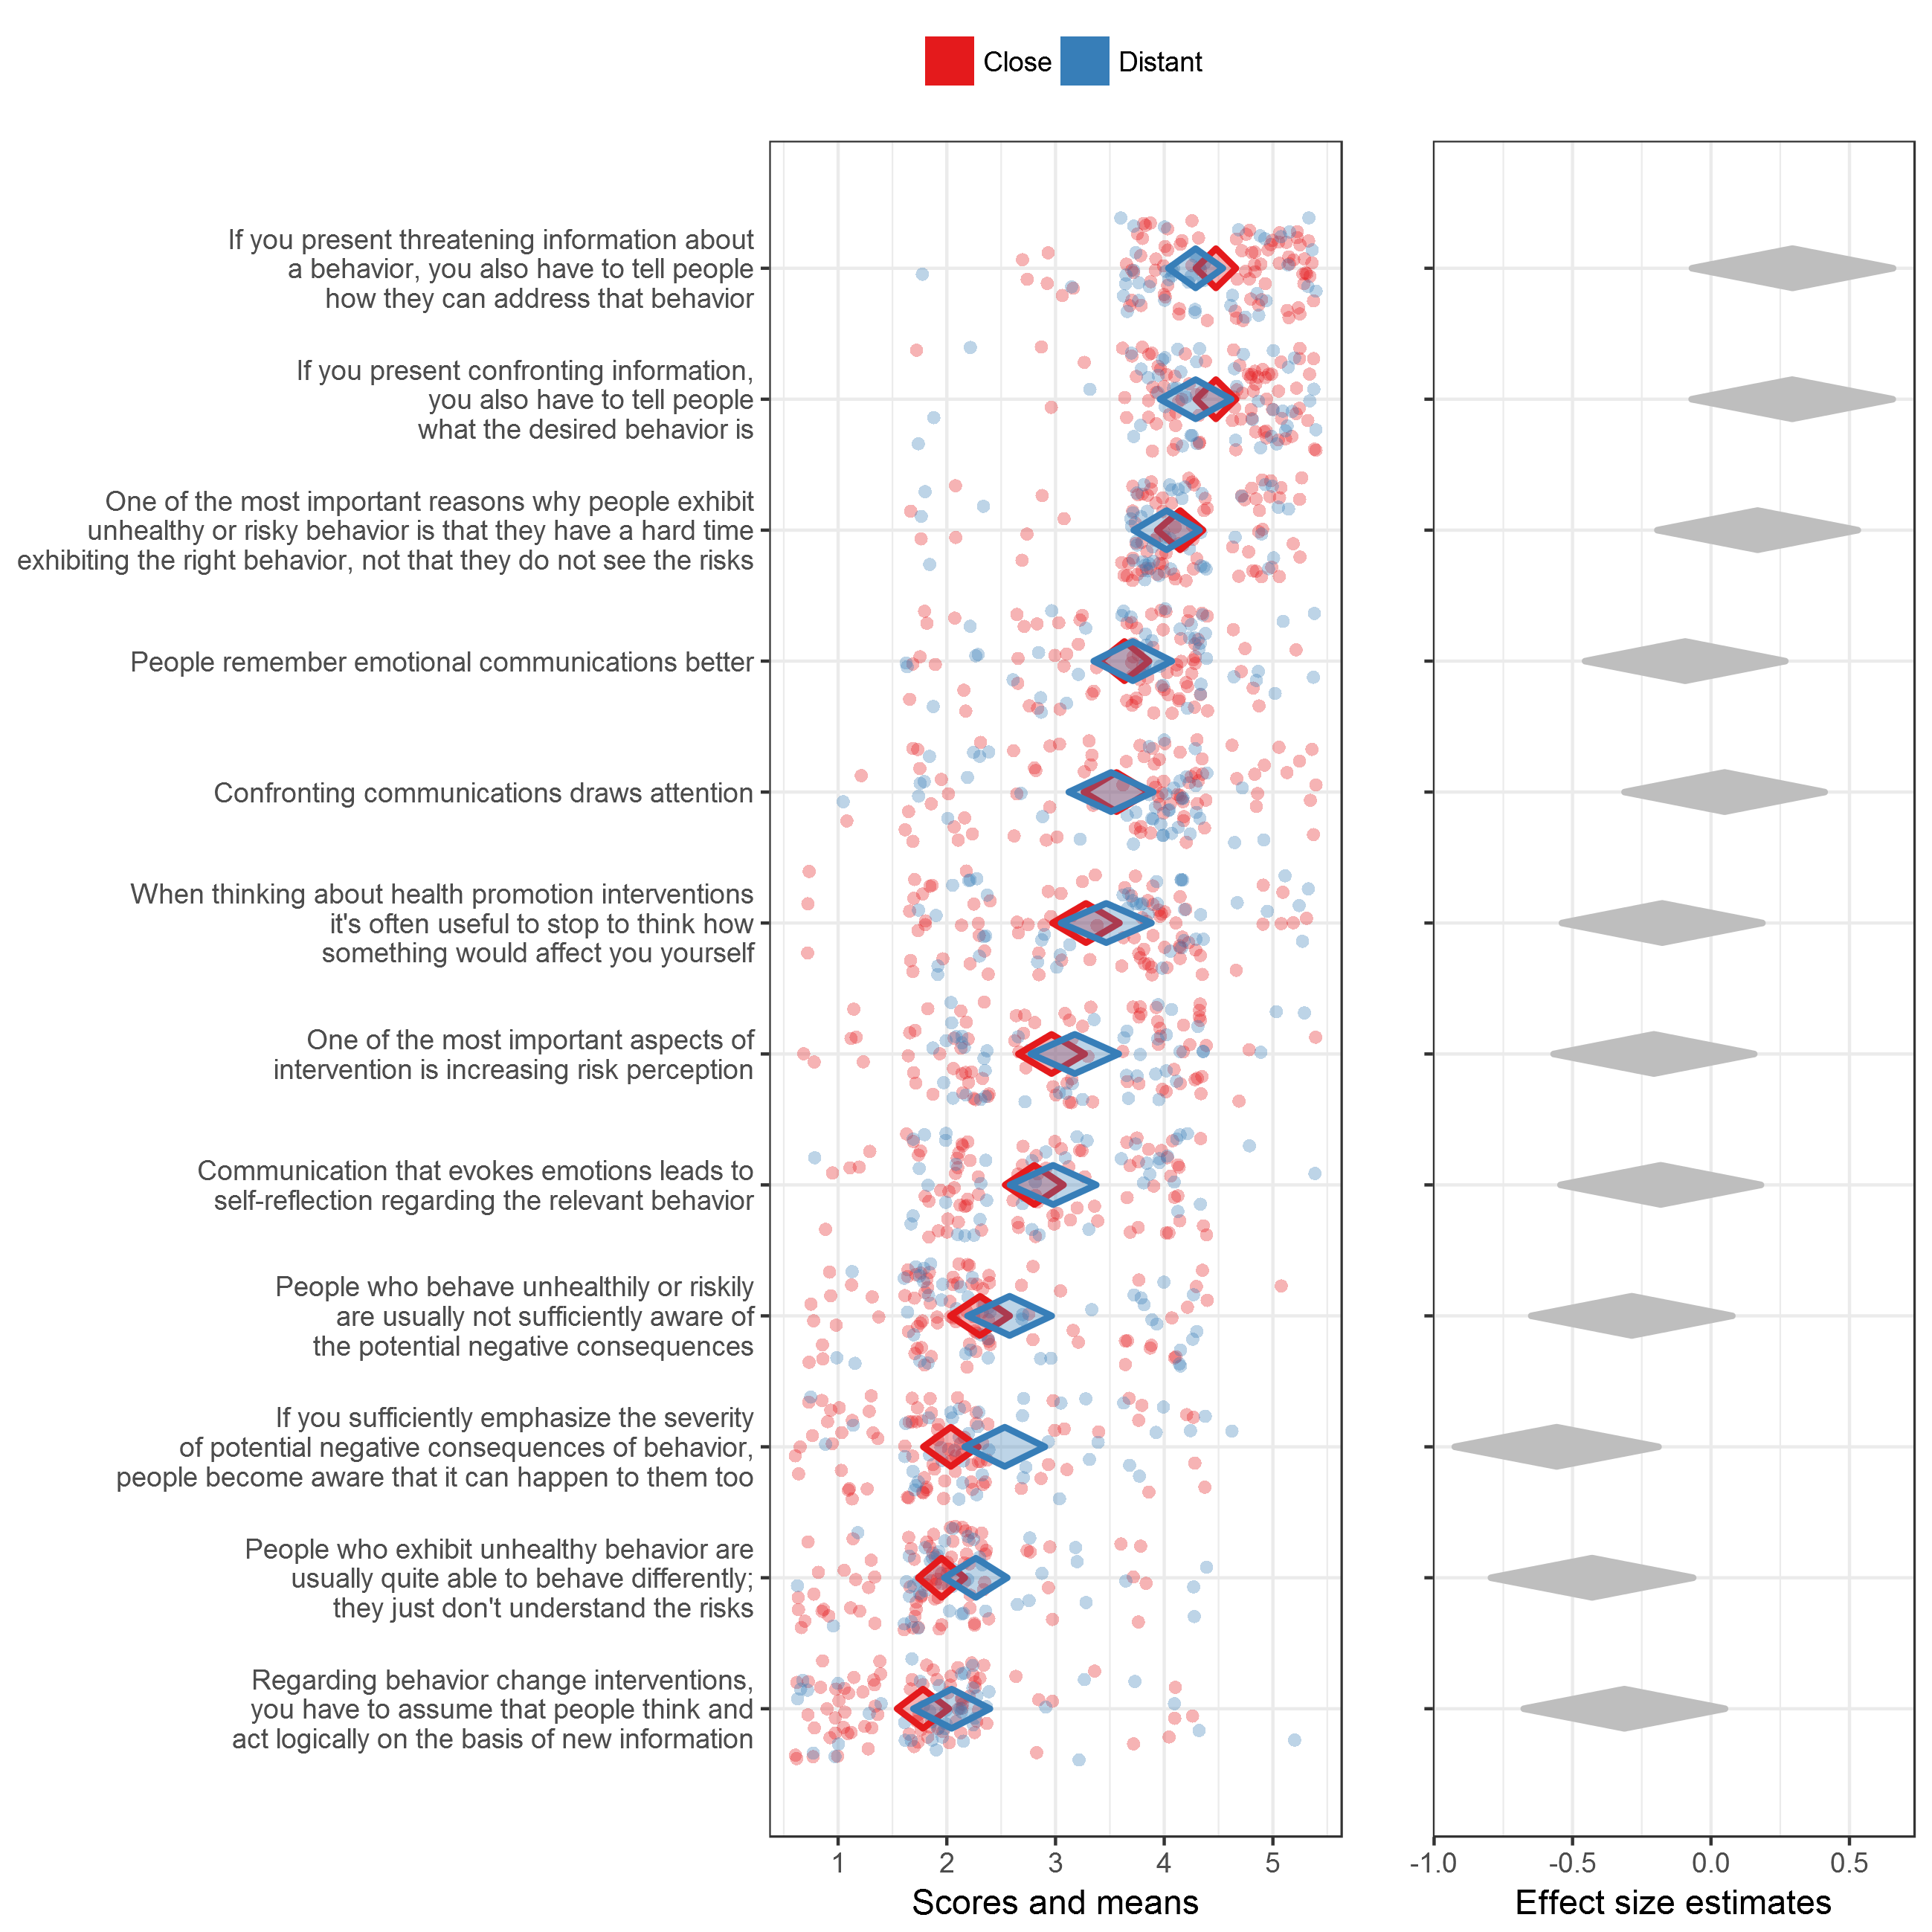 Close
Distant
If you present threatening information about
a behavior, you also have to tell people
how they can address that behavior
If you present confronting information,
you also have to tell people
what the desired behavior is
One of the most important reasons why people exhibit
unhealthy or risky behavior is that they have a hard time
exhibiting the right behavior, not that they do not see the risks
People remember emotional communications better
Confronting communications draws attention
When thinking about health promotion interventions
it's often useful to stop to think how
something would affect you yourself
One of the most important aspects of
intervention is increasing risk perception
Communication that evokes emotions leads to
self-reflection regarding the relevant behavior
People who behave unhealthily or riskily
are usually not sufficiently aware of
the potential negative consequences
If you sufficiently emphasize the severity
of potential negative consequences of behavior,
people become aware that it can happen to them too
People who exhibit unhealthy behavior are
usually quite able to behave differently;
they just don't understand the risks
Regarding behavior change interventions,
you have to assume that people think and
act logically on the basis of new information
1 2 3 4 5
Scores and means
-1.0 -0.5 0.0 0.5
Effect size estimates